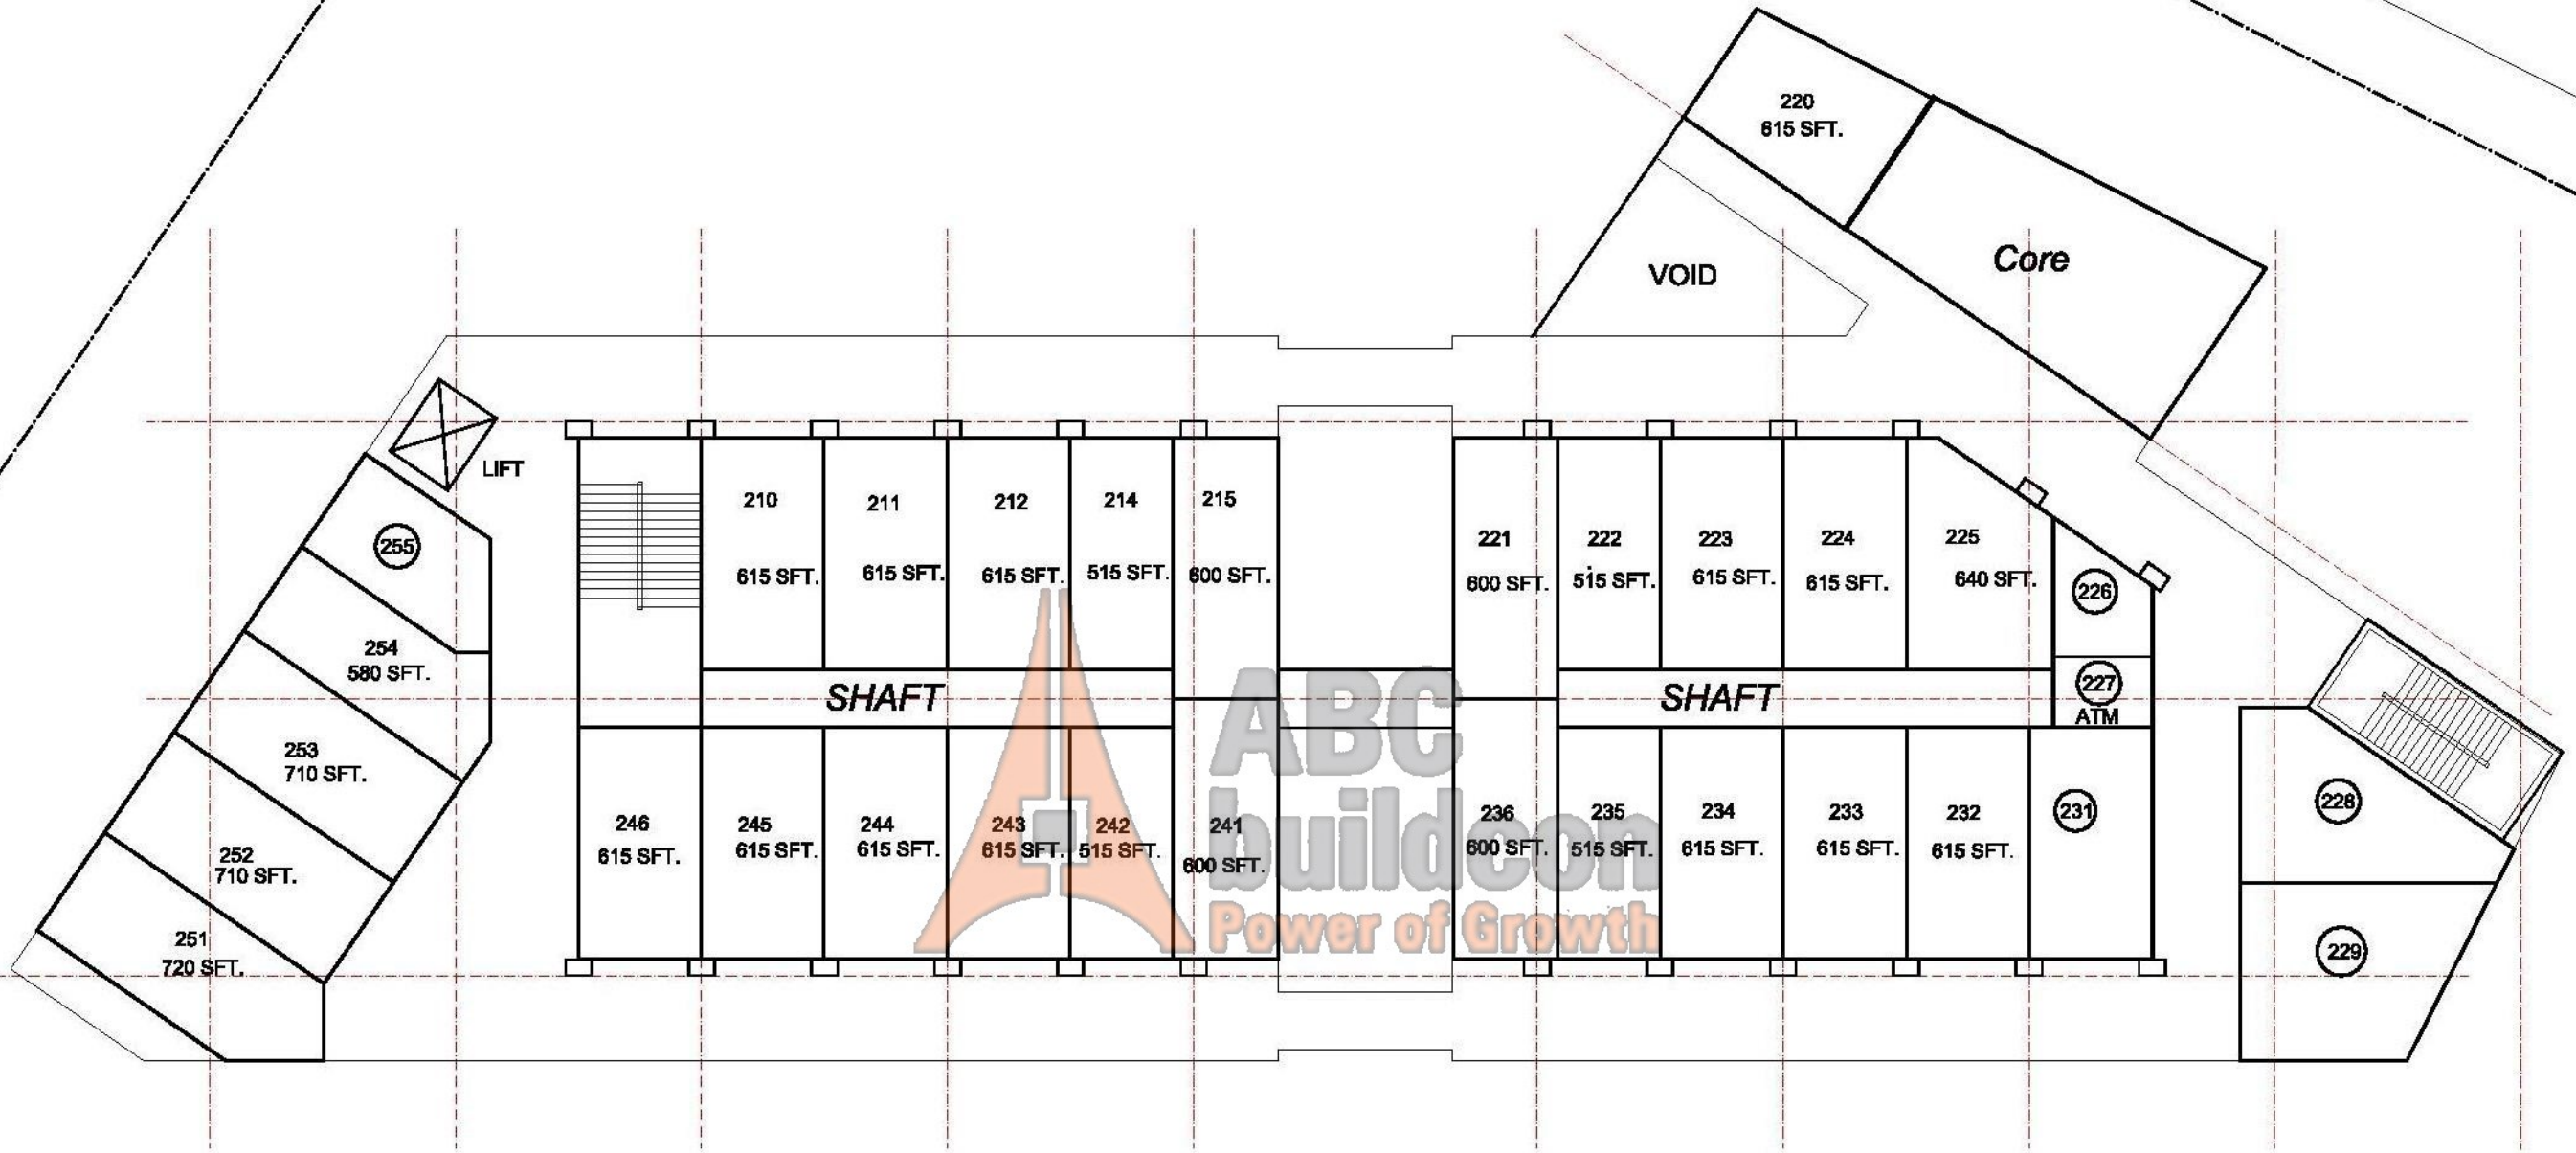 220
615 SFT.
VOID
Core
LIFT
255
254
580 SFT.
253
710 SFT.
252
710 SFT.
251
720 SFT.
210
615 SFT.
211
615 SFT.
212
615 SFT.
214
515 SFT.
215
600 SFT.
221
600 SFT.
222
515 SFT.
223
615 SFT.
224
615 SFT.
225
640 SFT.
226
227
ATM
SHAFT
SHAFT
246
615 SFT.
245
615 SFT.
244
615 SFT.
243
615 SFT.
242
515 SFT.
241
600 SFT.
236
600 SFT.
235
515 SFT.
234
615 SFT.
233
615 SFT.
232
615 SFT.
231
228
229
ABC
buildcon
Power of Growth